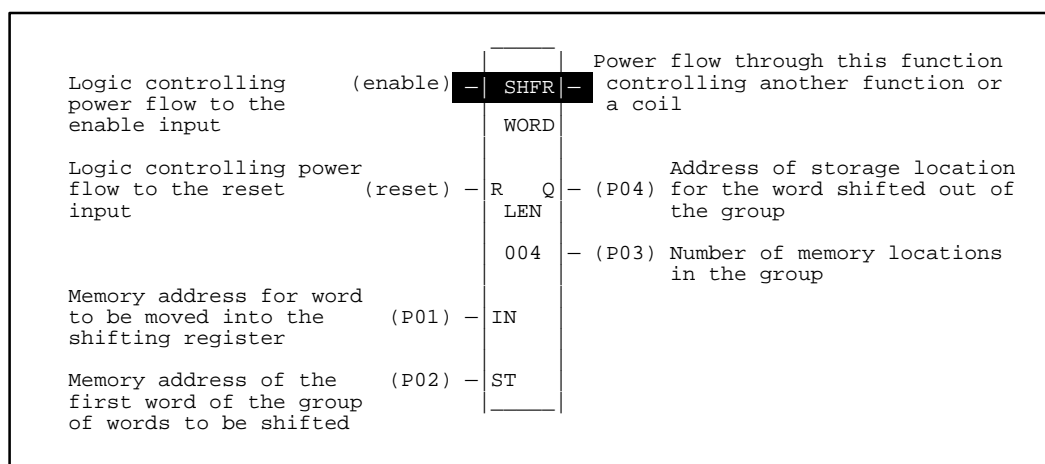 Logic controlling
power flow to the
enable input
(enable)
SHFR
WORD
Power flow through this function
controlling another function or
a coil
Logic controlling power
flow to the reset
input
(reset)
R Q
LEN
004
(P04)
Address of storage location
for the word shifted out of
the group
(P03)
Number of memory locations
in the group
Memory address for word
to be moved into the
shifting register
(P01)
IN
Memory address of the
first word of the group
of words to be shifted
(P02)
ST